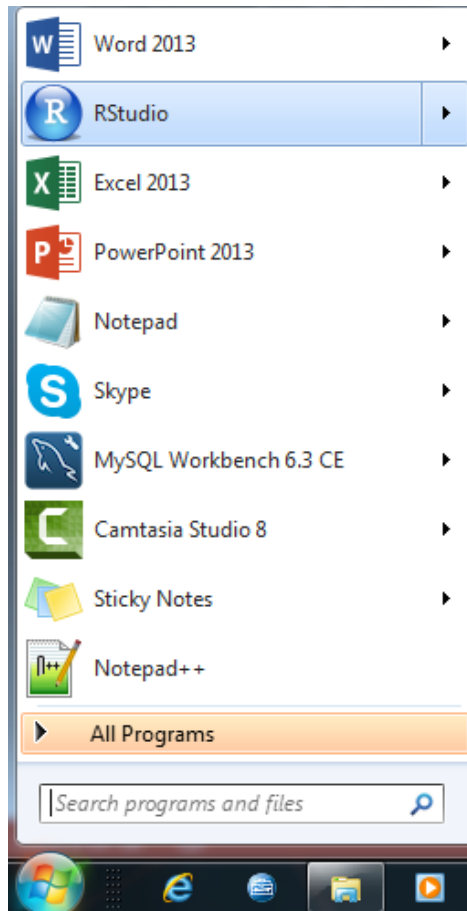 Word 2013
RStudio
Excel 2013
PowerPoint 2013
Notepad
Skype
MySQL Workbench 6.3 CE
Camtasia Studio 8
Sticky Notes
Notepad++
All Programs
Search programs and files